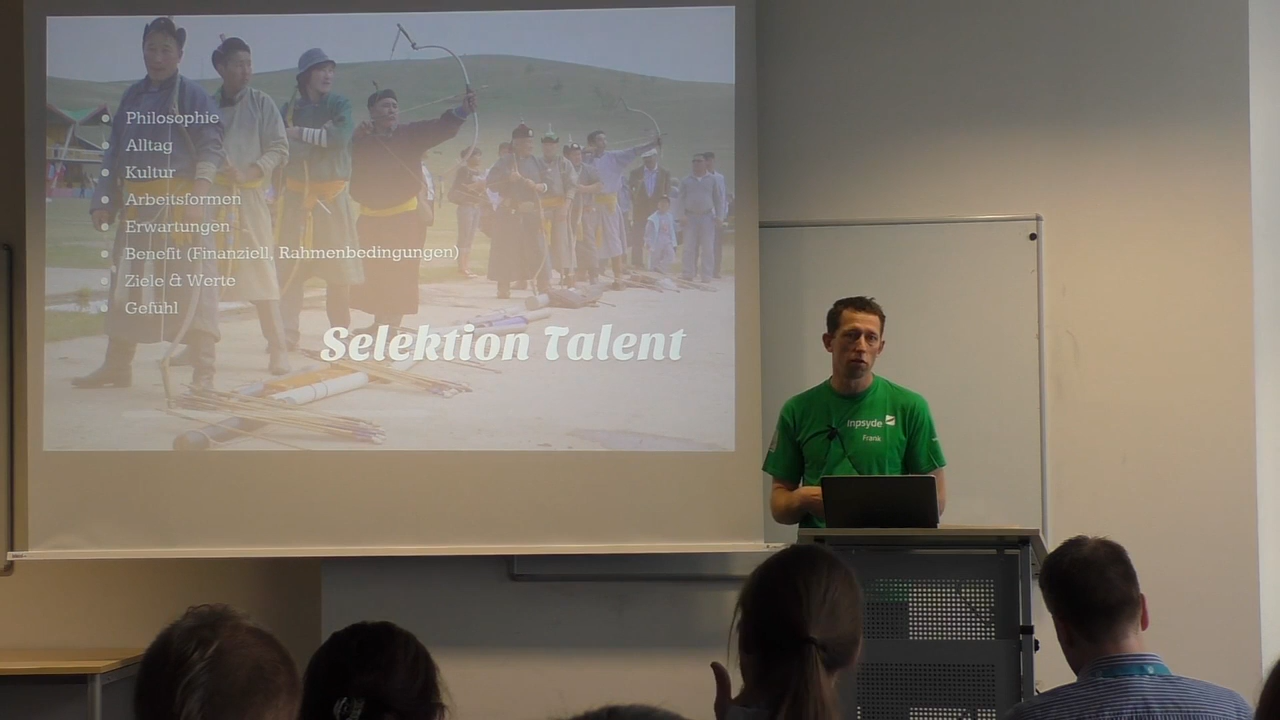 Philosophie
Alltag
Kultur
Arbeitsformen
Erwartungen
Benefit (Finanziell, Rahmenbedingungen)
Ziele & Werte
Gefühl
Selektion Talent
Inpsyde
Frank